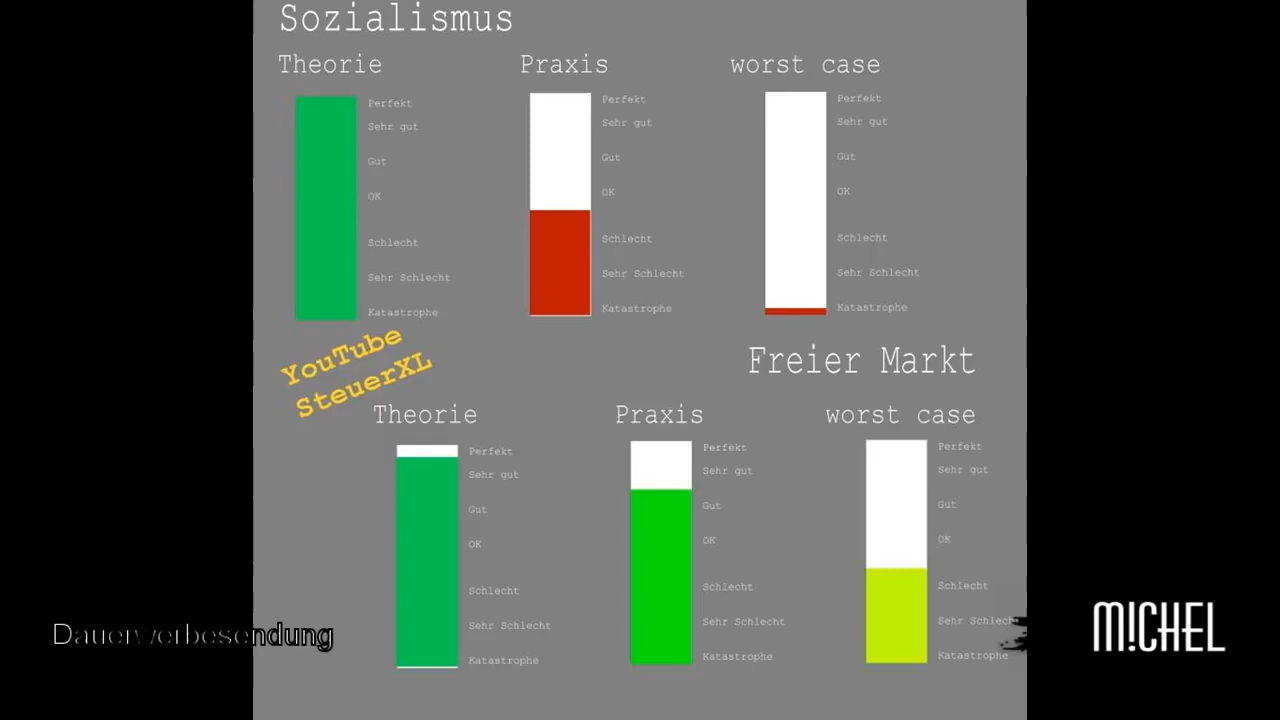 Sozialismus
Theorie
Praxis
worst case
Perfekt
Sehr gut
Gut
OK
Schlecht
Sehr Schlecht
Katastrophe
Perfekt
Sehr gut
Gut
OK
Schlecht
Sehr Schlecht
Katastrophe
Perfekt
Sehr gut
Gut
OK
Schlecht
Sehr Schlecht
Katastrophe
YouTube
SteuerXL
Freier Markt
Theorie
Praxis
worst case
Perfekt
Sehr gut
Gut
OK
Schlecht
Sehr Schlecht
Katastrophe
Perfekt
Sehr gut
Gut
OK
Schlecht
Sehr Schlecht
Katastrophe
Perfekt
Sehr gut
Gut
OK
Schlecht
Sehr Schlecht
Katastrophe
Dauerwerbesendung
M!CHEL